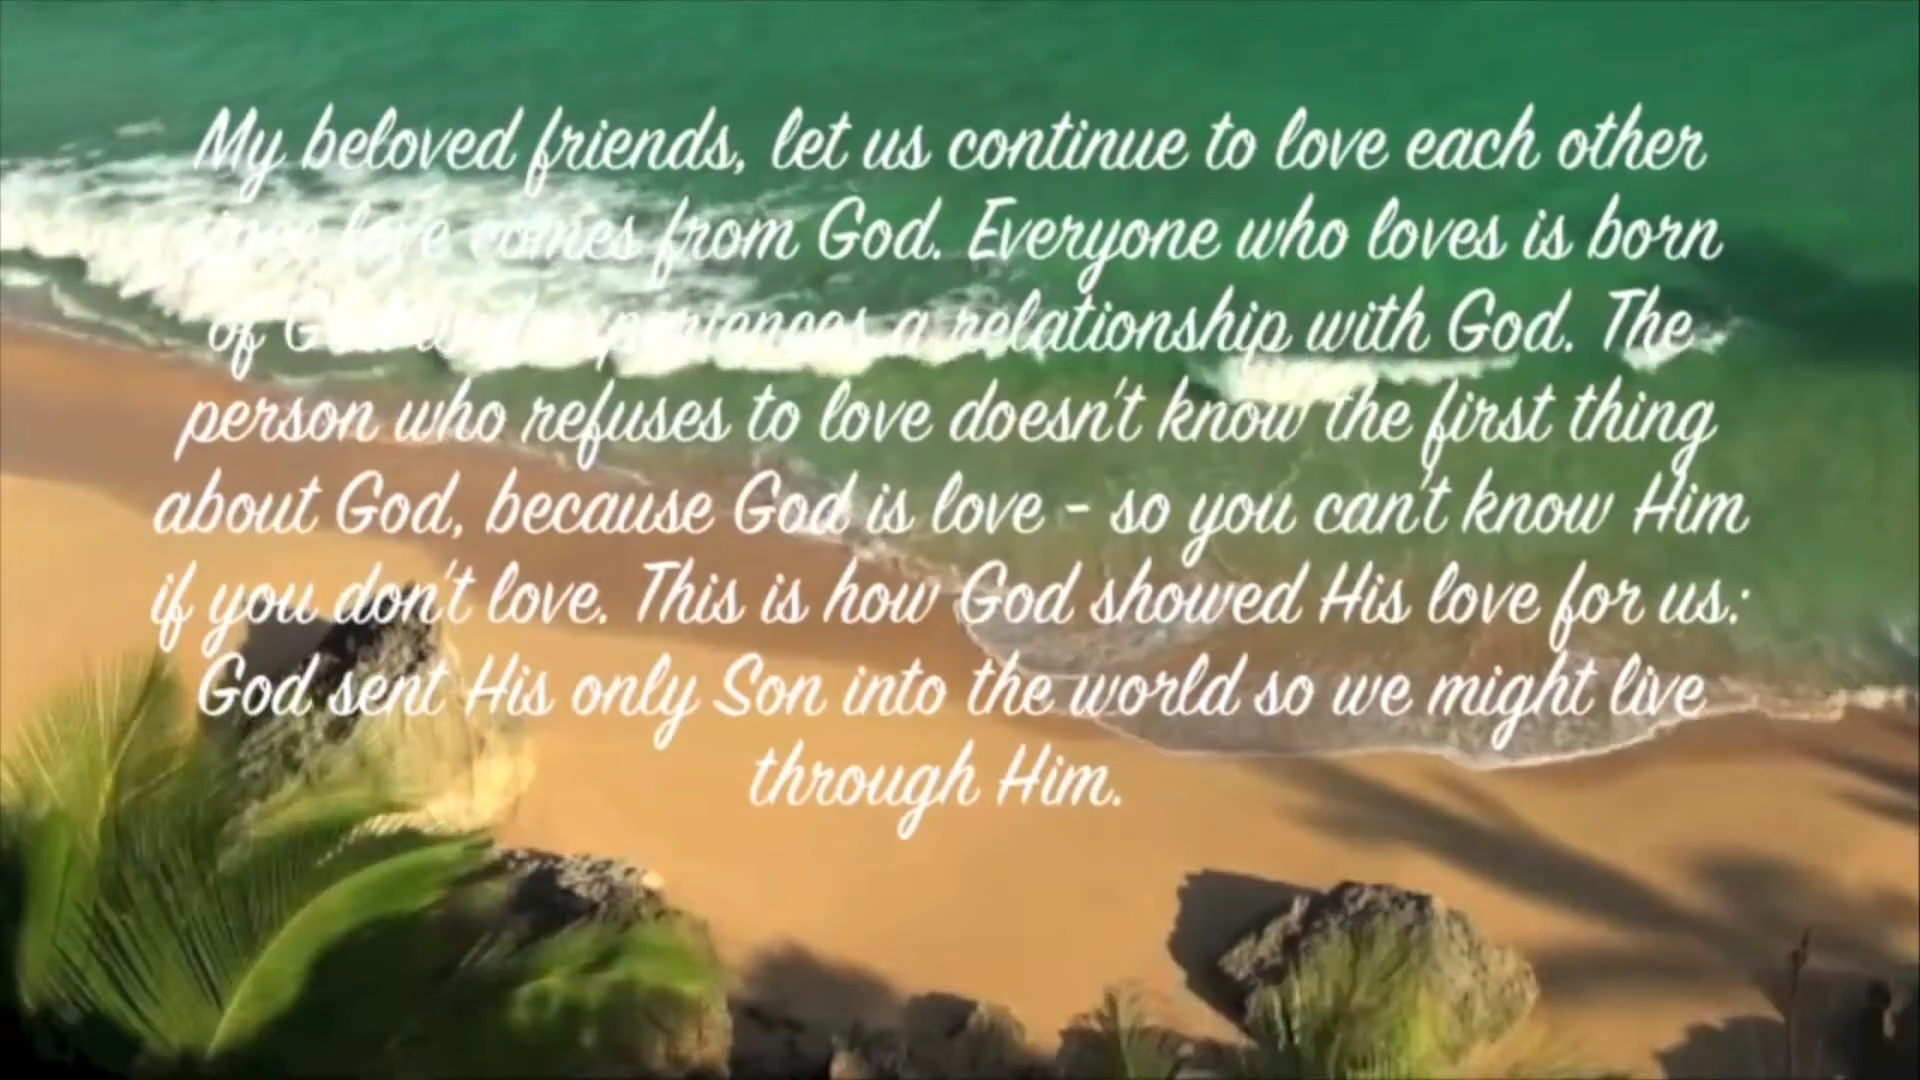 My beloved friends, let us continue to love each other
since love comes from God. Everyone who loves is born
of God and experiences a relationship with God. The
person who refuses to love doesn't know the first thing
about God, because God is love - so you can't know Him
if you don't love. This is how God showed His love for us:
God sent His only Son into the world so we might live
through Him.